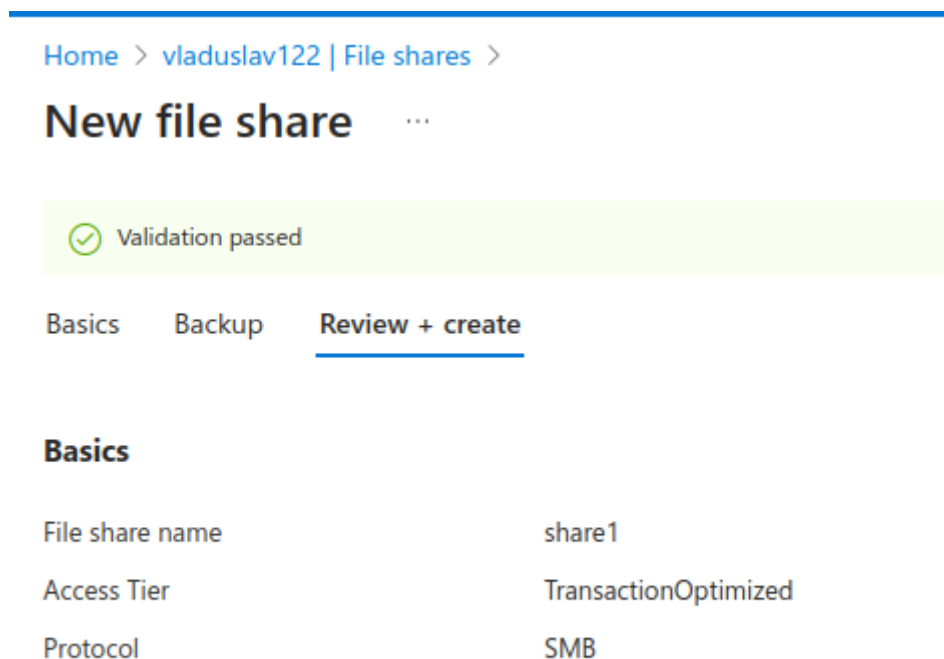 Home > vladuslav122 | File shares >
New file share ...
Validation passed
Basics Backup Review + create
Basics
File share name share1
Access Tier TransactionOptimized
Protocol SMB